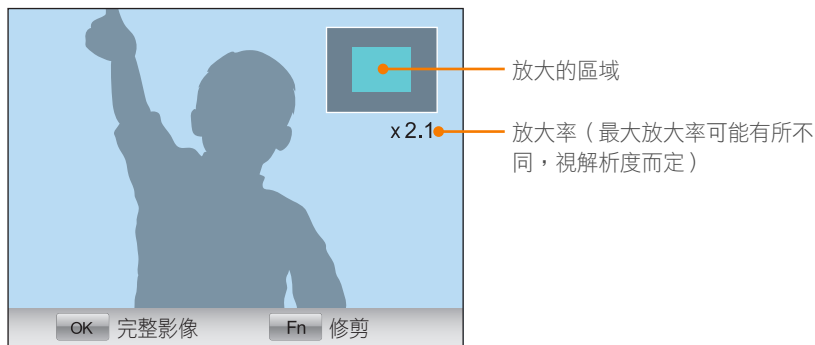 放大的區域
x 2.1
放大率（最大放大率可能有所不
同，視解析度而定）
OK 完整影像 Fn 修剪